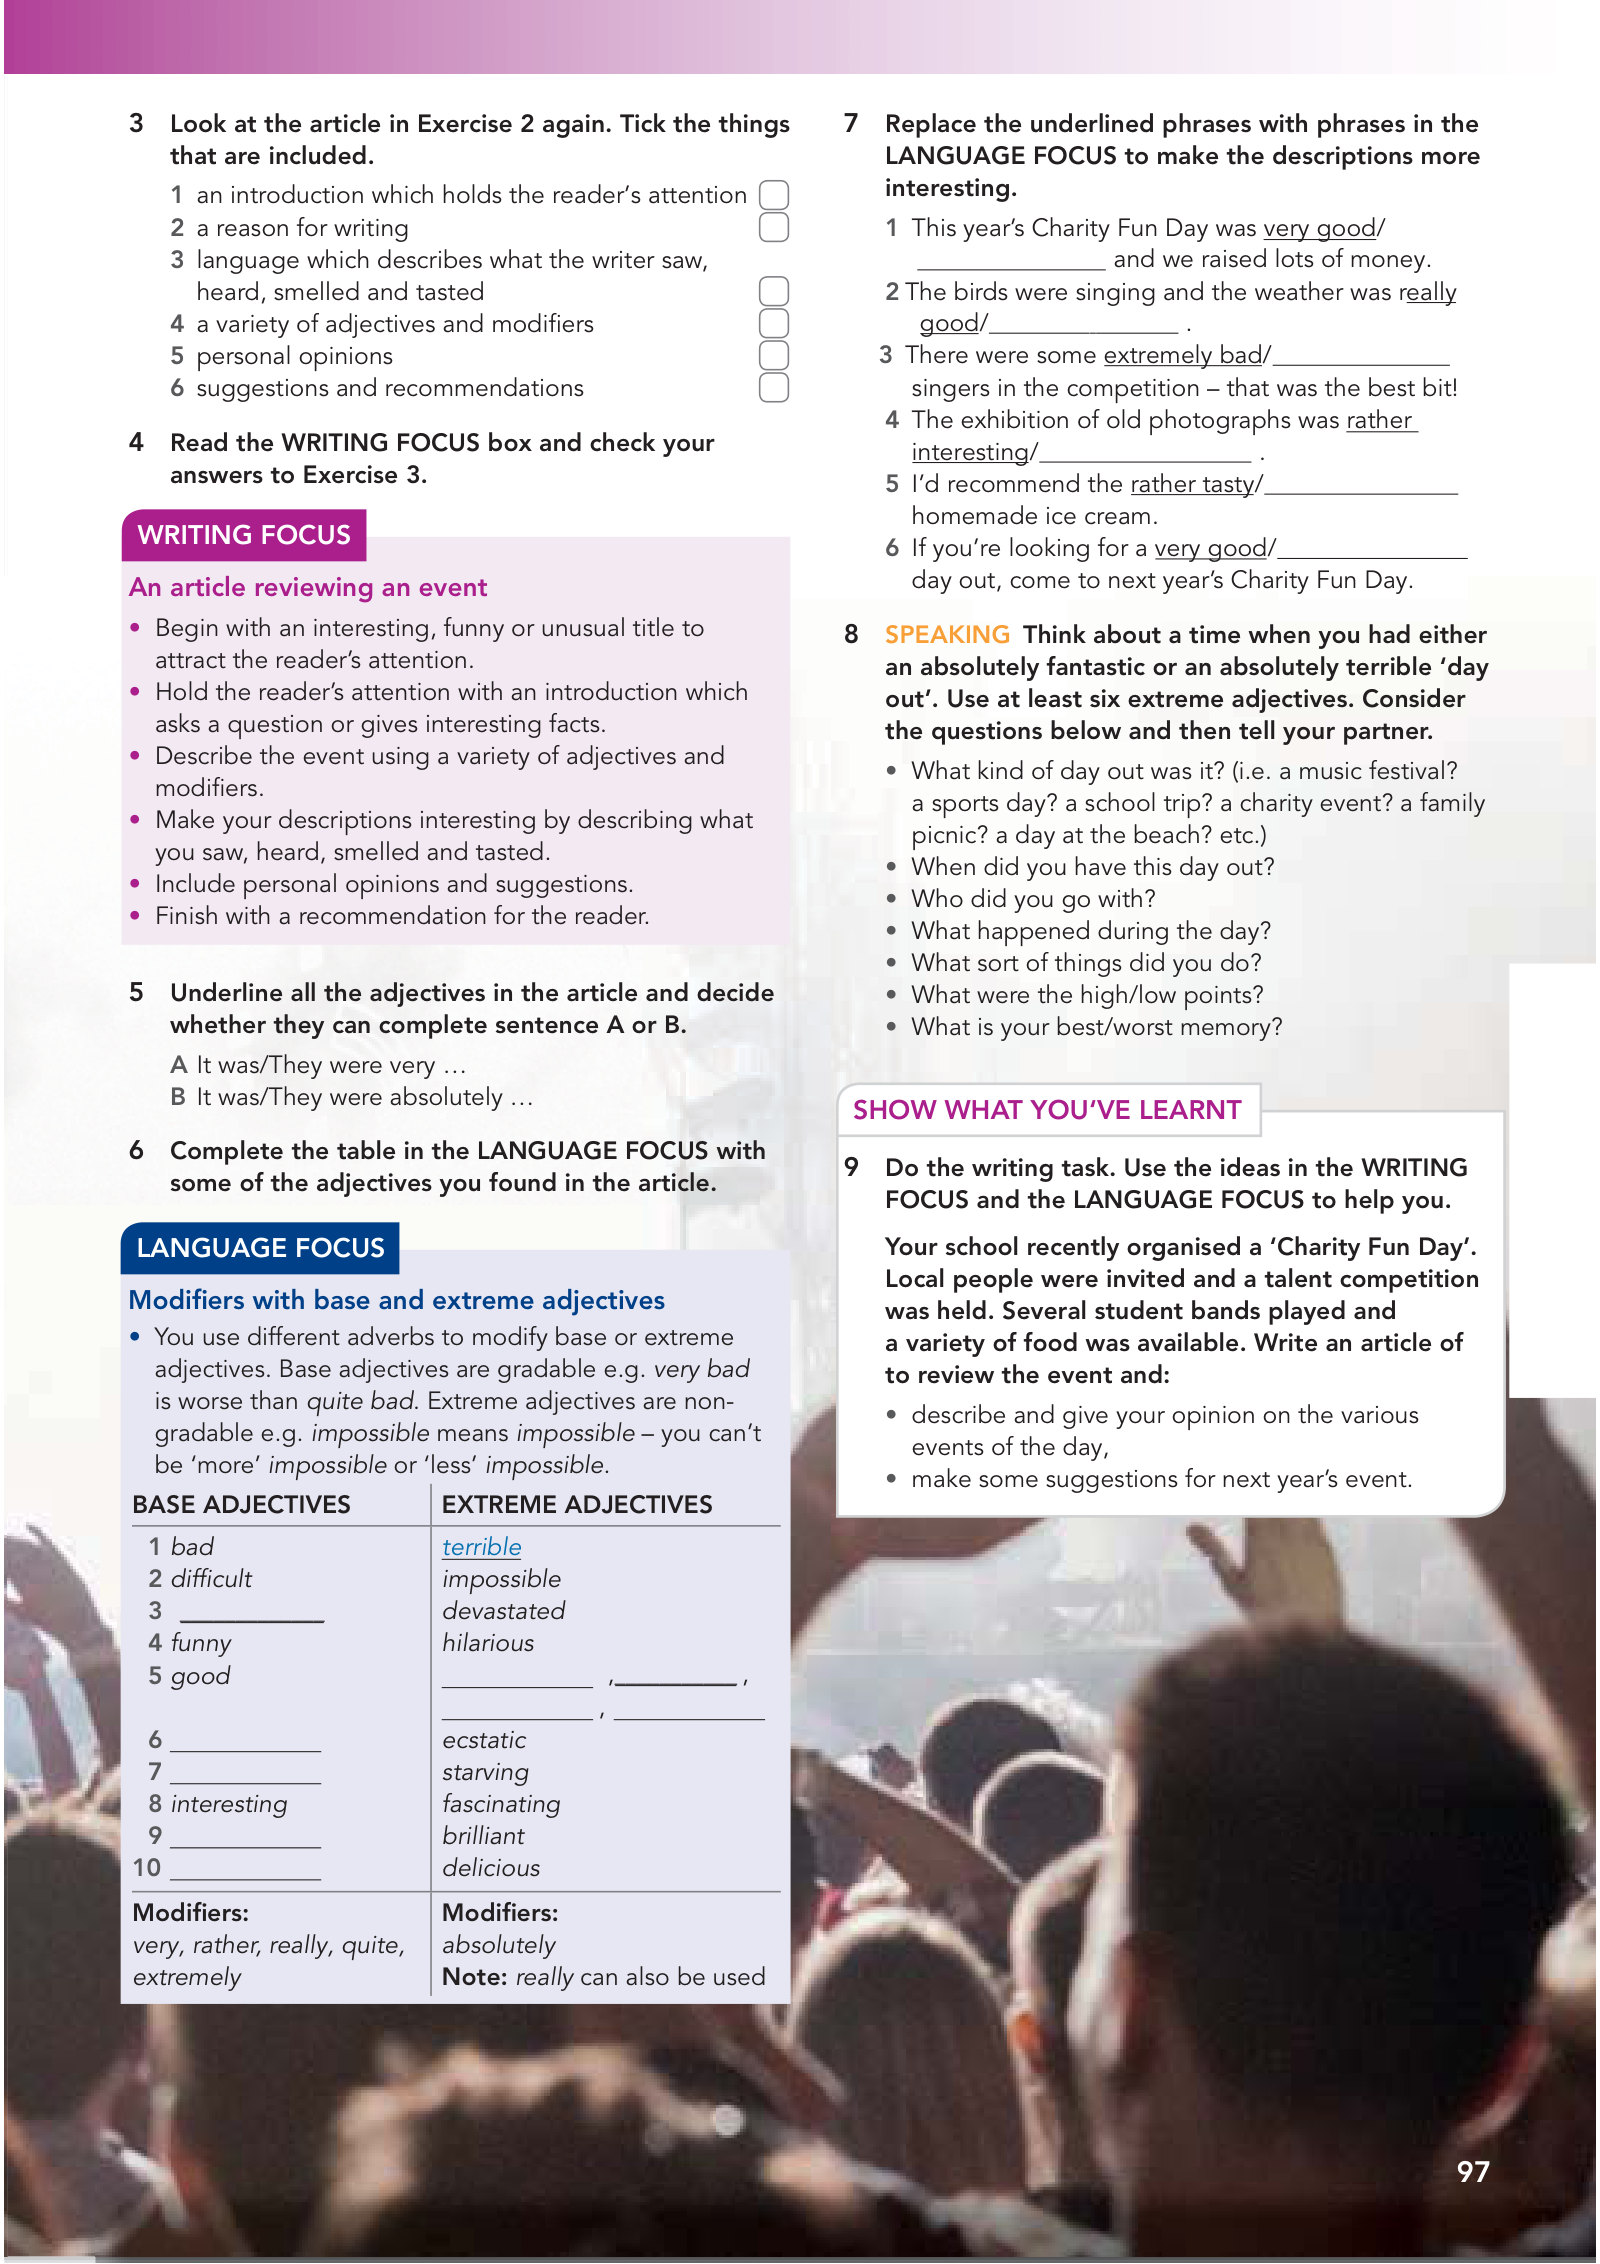 3 Look at the article in Exercise 2 again. Tick the things
that are included.
1 an introduction which holds the reader's attention
2 a reason for writing
3 language which describes what the writer saw,
heard, smelled and tasted
4 a variety of adjectives and modifiers
5 personal opinions
6 suggestions and recommendations
4 Read the WRITING FOCUS box and check your
answers to Exercise 3.
WRITING FOCUS
An article reviewing an event
• Begin with an interesting, funny or unusual title to
attract the reader's attention.
• Hold the reader's attention with an introduction which
asks a question or gives interesting facts.
• Describe the event using a variety of adjectives and
modifiers.
• Make your descriptions interesting by describing what
you saw, heard, smelled and tasted.
• Include personal opinions and suggestions.
• Finish with a recommendation for the reader.
5 Underline all the adjectives in the article and decide
whether they can complete sentence A or B.
A It was/They were very …
B It was/They were absolutely …
6 Complete the table in the LANGUAGE FOCUS with
some of the adjectives you found in the article.
LANGUAGE FOCUS
Modifiers with base and extreme adjectives
• You use different adverbs to modify base or extreme
adjectives. Base adjectives are gradable e.g. very bad
is worse than quite bad. Extreme adjectives are non-
gradable e.g. impossible means impossible – you can't
be 'more' impossible or 'less' impossible.
BASE ADJECTIVES EXTREME ADJECTIVES
1 bad terrible
2 difficult impossible
3 ____________ devastated
4 funny hilarious
5 good ____________ , __________ ,
____________ , ____________
6 ____________ ecstatic
7 ____________ starving
8 interesting fascinating
9 ____________ brilliant
10 ____________ delicious
Modifiers: Modifiers:
very, rather, really, quite, absolutely
extremely Note: really can also be used
7 Replace the underlined phrases with phrases in the
LANGUAGE FOCUS to make the descriptions more
interesting.
1 This year's Charity Fun Day was very good/
_______________ and we raised lots of money.
2 The birds were singing and the weather was really
good/_______________ .
3 There were some extremely bad/______________
singers in the competition – that was the best bit!
4 The exhibition of old photographs was rather
interesting/_________________ .
5 I'd recommend the rather tasty/_______________
homemade ice cream.
6 If you're looking for a very good/_______________
day out, come to next year's Charity Fun Day.
8 SPEAKING Think about a time when you had either
an absolutely fantastic or an absolutely terrible 'day
out'. Use at least six extreme adjectives. Consider
the questions below and then tell your partner.
• What kind of day out was it? (i.e. a music festival?
a sports day? a school trip? a charity event? a family
picnic? a day at the beach? etc.)
• When did you have this day out?
• Who did you go with?
• What happened during the day?
• What sort of things did you do?
• What were the high/low points?
• What is your best/worst memory?
SHOW WHAT YOU'VE LEARNT
9 Do the writing task. Use the ideas in the WRITING
FOCUS and the LANGUAGE FOCUS to help you.
Your school recently organised a 'Charity Fun Day'.
Local people were invited and a talent competition
was held. Several student bands played and
a variety of food was available. Write an article of
to review the event and:
• describe and give your opinion on the various
events of the day,
• make some suggestions for next year's event.
97